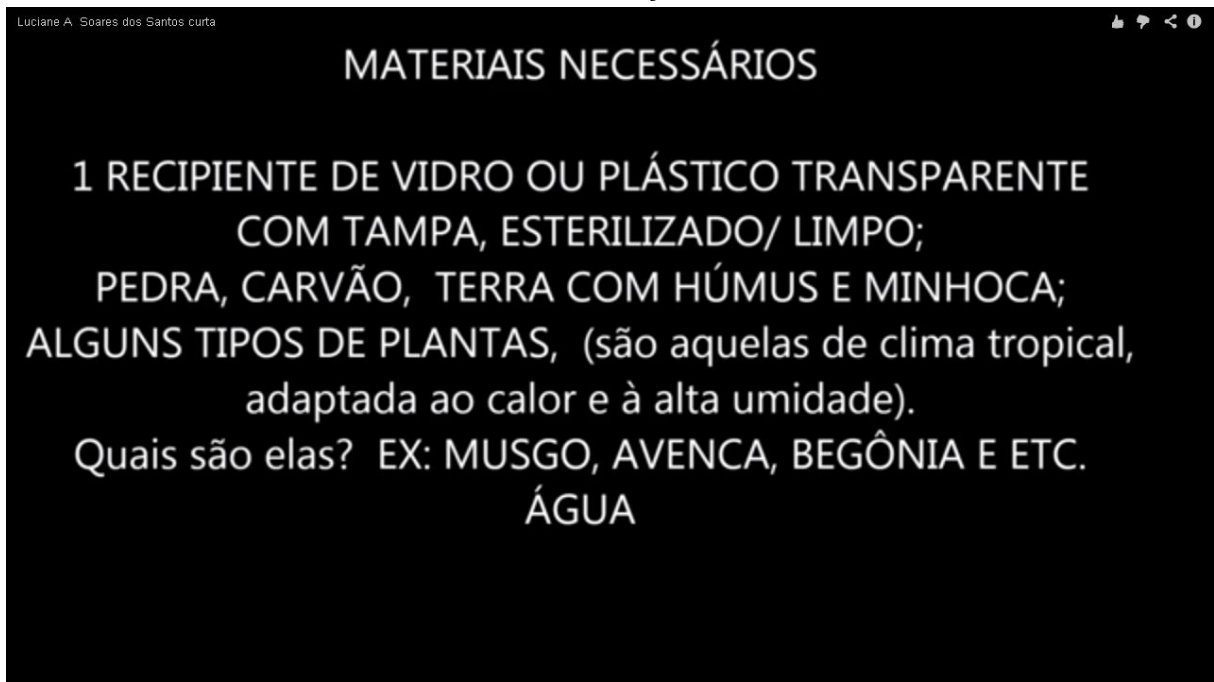 Luciane A Soares dos Santos curta
MATERIAIS NECESSÁRIOS
1 RECIPIENTE DE VIDRO OU PLÁSTICO TRANSPARENTE
COM TAMPA, ESTERILIZADO/ LIMPO;
PEDRA, CARVÃO, TERRA COM HÚMUS E MINHOCA;
ALGUNS TIPOS DE PLANTAS, (são aquelas de clima tropical,
adaptada ao calor e à alta umidade).
Quais são elas? EX: MUSGO, AVENCA, BEGÔNIA E ETC.
ÁGUA